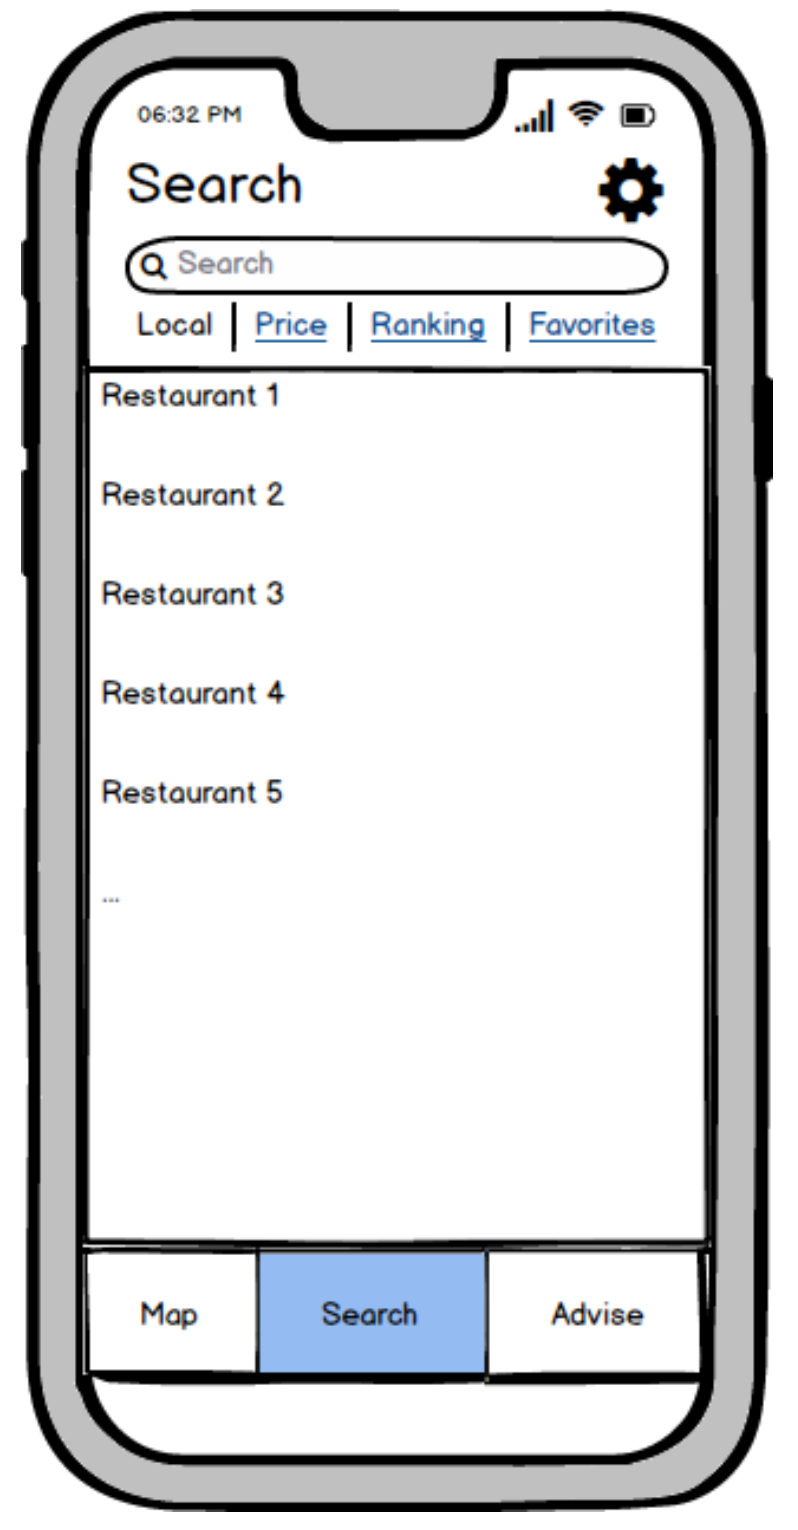 06:32 PM
Search
Search
Local | Price | Ranking | Favorites
Restaurant 1
Restaurant 2
Restaurant 3
Restaurant 4
Restaurant 5
...
Map Search Advise